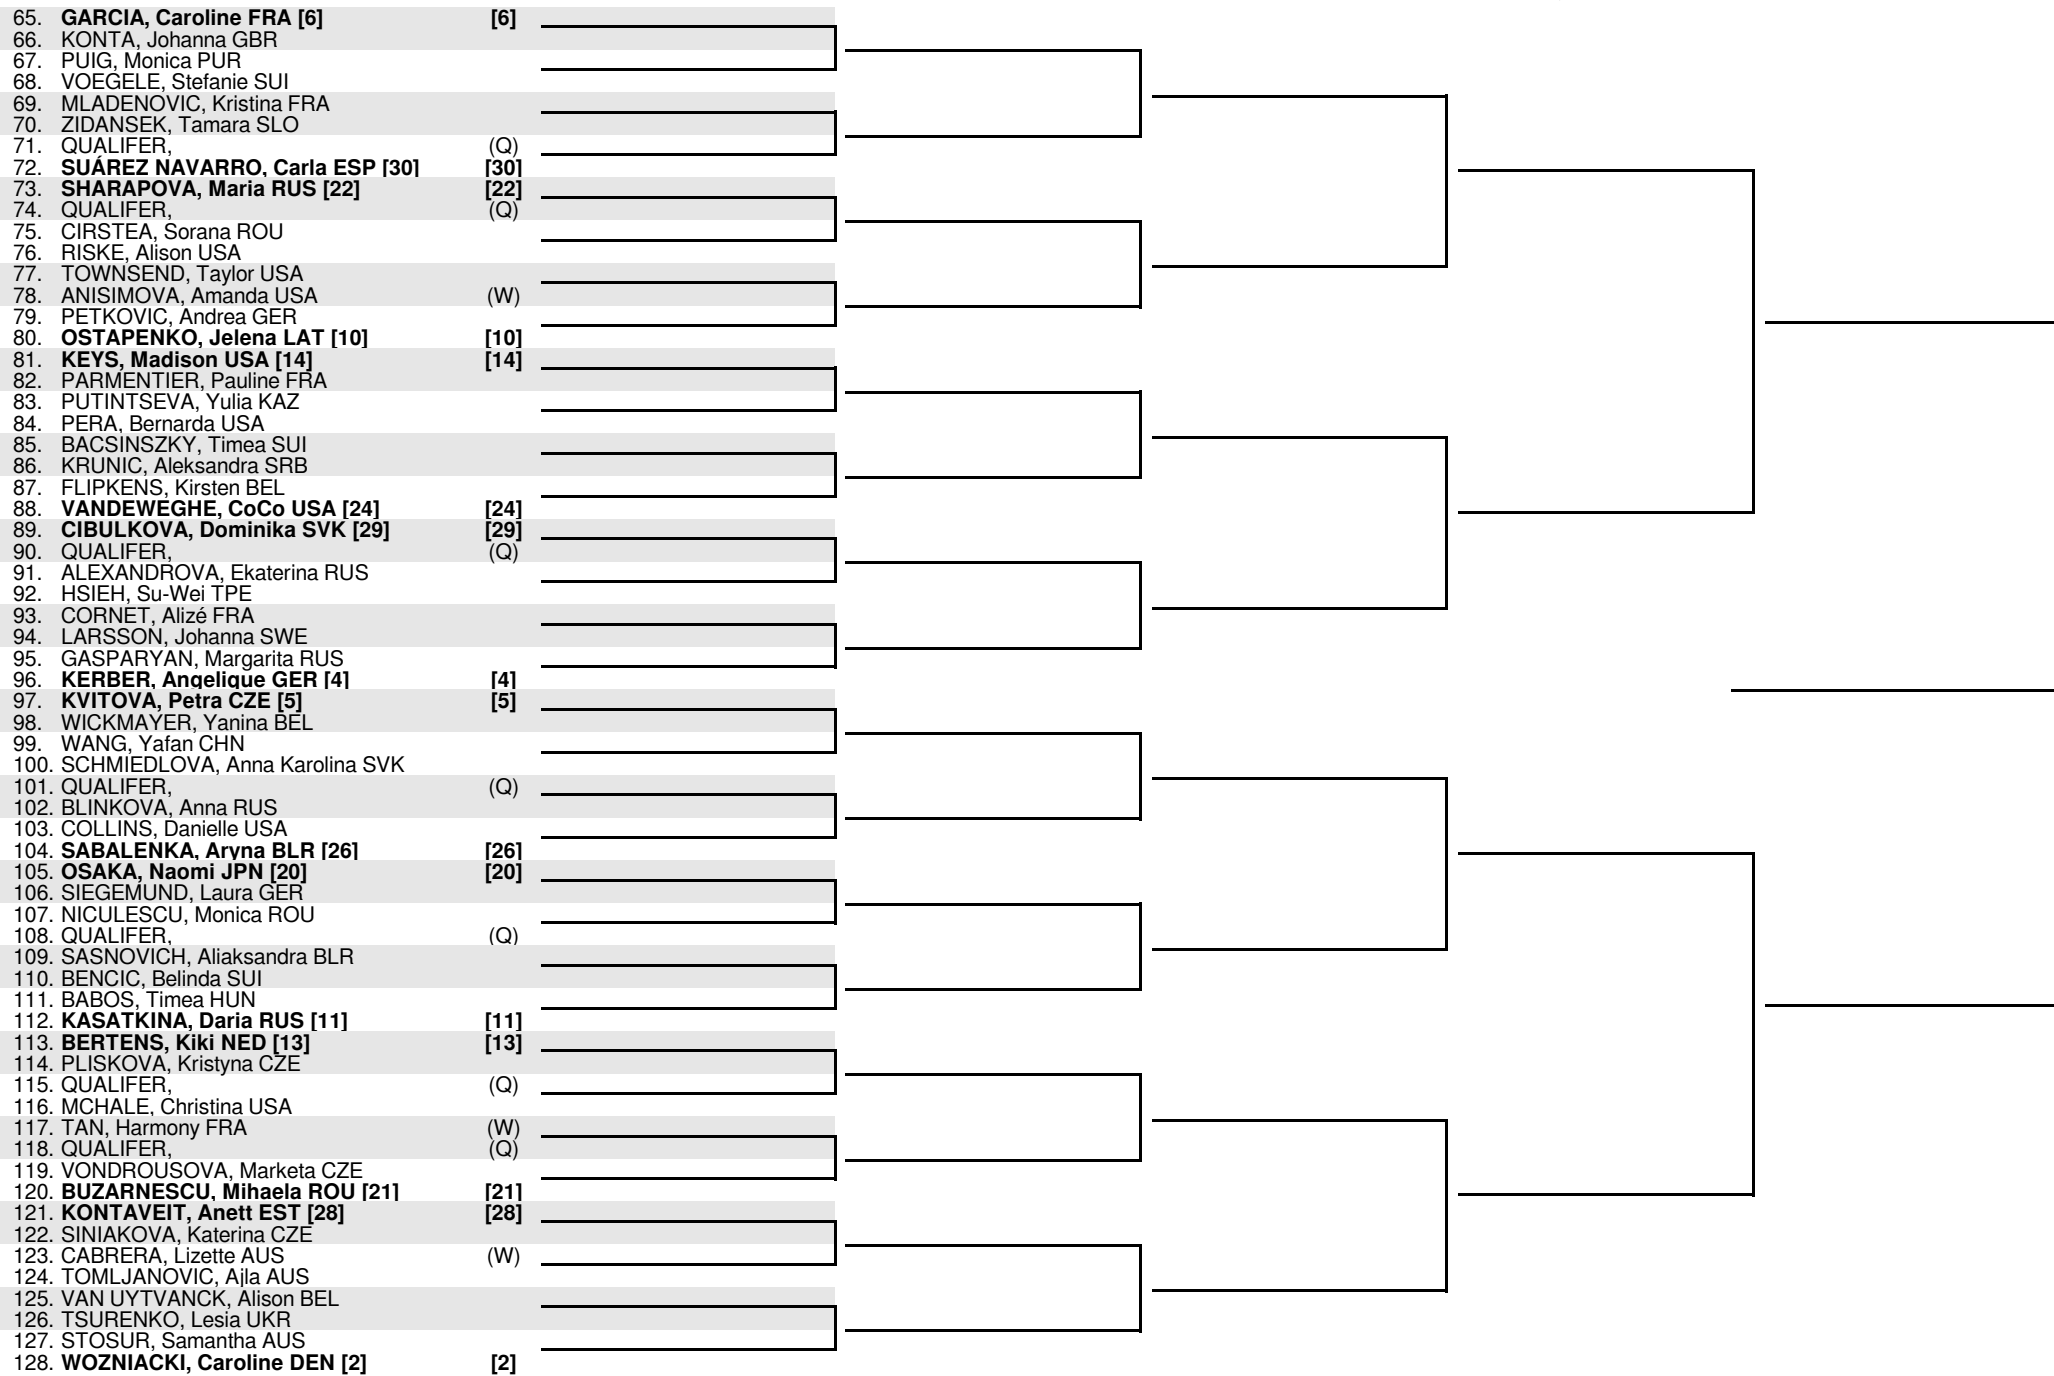 65. GARCIA, Caroline FRA [6] [6]
66. KONTA, Johanna GBR
67. PUIG, Monica PUR
68. VOEGELE, Stefanie SUI
69. MLADENOVIC, Kristina FRA
70. ZIDANSEK, Tamara SLO
71. QUALIFER, (Q)
72. SUÁREZ NAVARRO, Carla ESP [30] [30]
73. SHARAPOVA, Maria RUS [22] [22]
74. QUALIFER, (Q)
75. CIRSTEA, Sorana ROU
76. RISKE, Alison USA
77. TOWNSEND, Taylor USA
78. ANISIMOVA, Amanda USA (W)
79. PETKOVIC, Andrea GER
80. OSTAPENKO, Jelena LAT [10] [10]
81. KEYS, Madison USA [14] [14]
82. PARMENTIER, Pauline FRA
83. PUTINTSEVA, Yulia KAZ
84. PERA, Bernarda USA
85. BACSINSZKY, Timea SUI
86. KRUNIC, Aleksandra SRB
87. FLIPKENS, Kirsten BEL
88. VANDEWEGHE, CoCo USA [24] [24]
89. CIBULKOVA, Dominika SVK [29] [29]
90. QUALIFER, (Q)
91. ALEXANDROVA, Ekaterina RUS
92. HSIEH, Su-Wei TPE
93. CORNET, Alizé FRA
94. LARSSON, Johanna SWE
95. GASPARYAN, Margarita RUS
96. KERBER, Angelique GER [4] [4]
97. KVITOVA, Petra CZE [5] [5]
98. WICKMAYER, Yanina BEL
99. WANG, Yafan CHN
100. SCHMIEDLOVA, Anna Karolina SVK
101. QUALIFER, (Q)
102. BLINKOVA, Anna RUS
103. COLLINS, Danielle USA
104. SABALENKA, Aryna BLR [26] [26]
105. OSAKA, Naomi JPN [20] [20]
106. SIEGEMUND, Laura GER
107. NICULESCU, Monica ROU
108. QUALIFER, (Q)
109. SASNOVICH, Aliaksandra BLR
110. BENCIC, Belinda SUI
111. BABOS, Timea HUN
112. KASATKINA, Daria RUS [11] [11]
113. BERTENS, Kiki NED [13] [13]
114. PLISKOVA, Kristyna CZE
115. QUALIFER, (Q)
116. MCHALE, Christina USA
117. TAN, Harmony FRA (W)
118. QUALIFER, (Q)
119. VONDROUSOVA, Marketa CZE
120. BUZARNESCU, Mihaela ROU [21] [21]
121. KONTAVEIT, Anett EST [28] [28]
122. SINIAKOVA, Katerina CZE
123. CABRERA, Lizette AUS (W)
124. TOMLJANOVIC, Ajla AUS
125. VAN UYTVANCK, Alison BEL
126. TSURENKO, Lesia UKR
127. STOSUR, Samantha AUS
128. WOZNIACKI, Caroline DEN [2] [2]